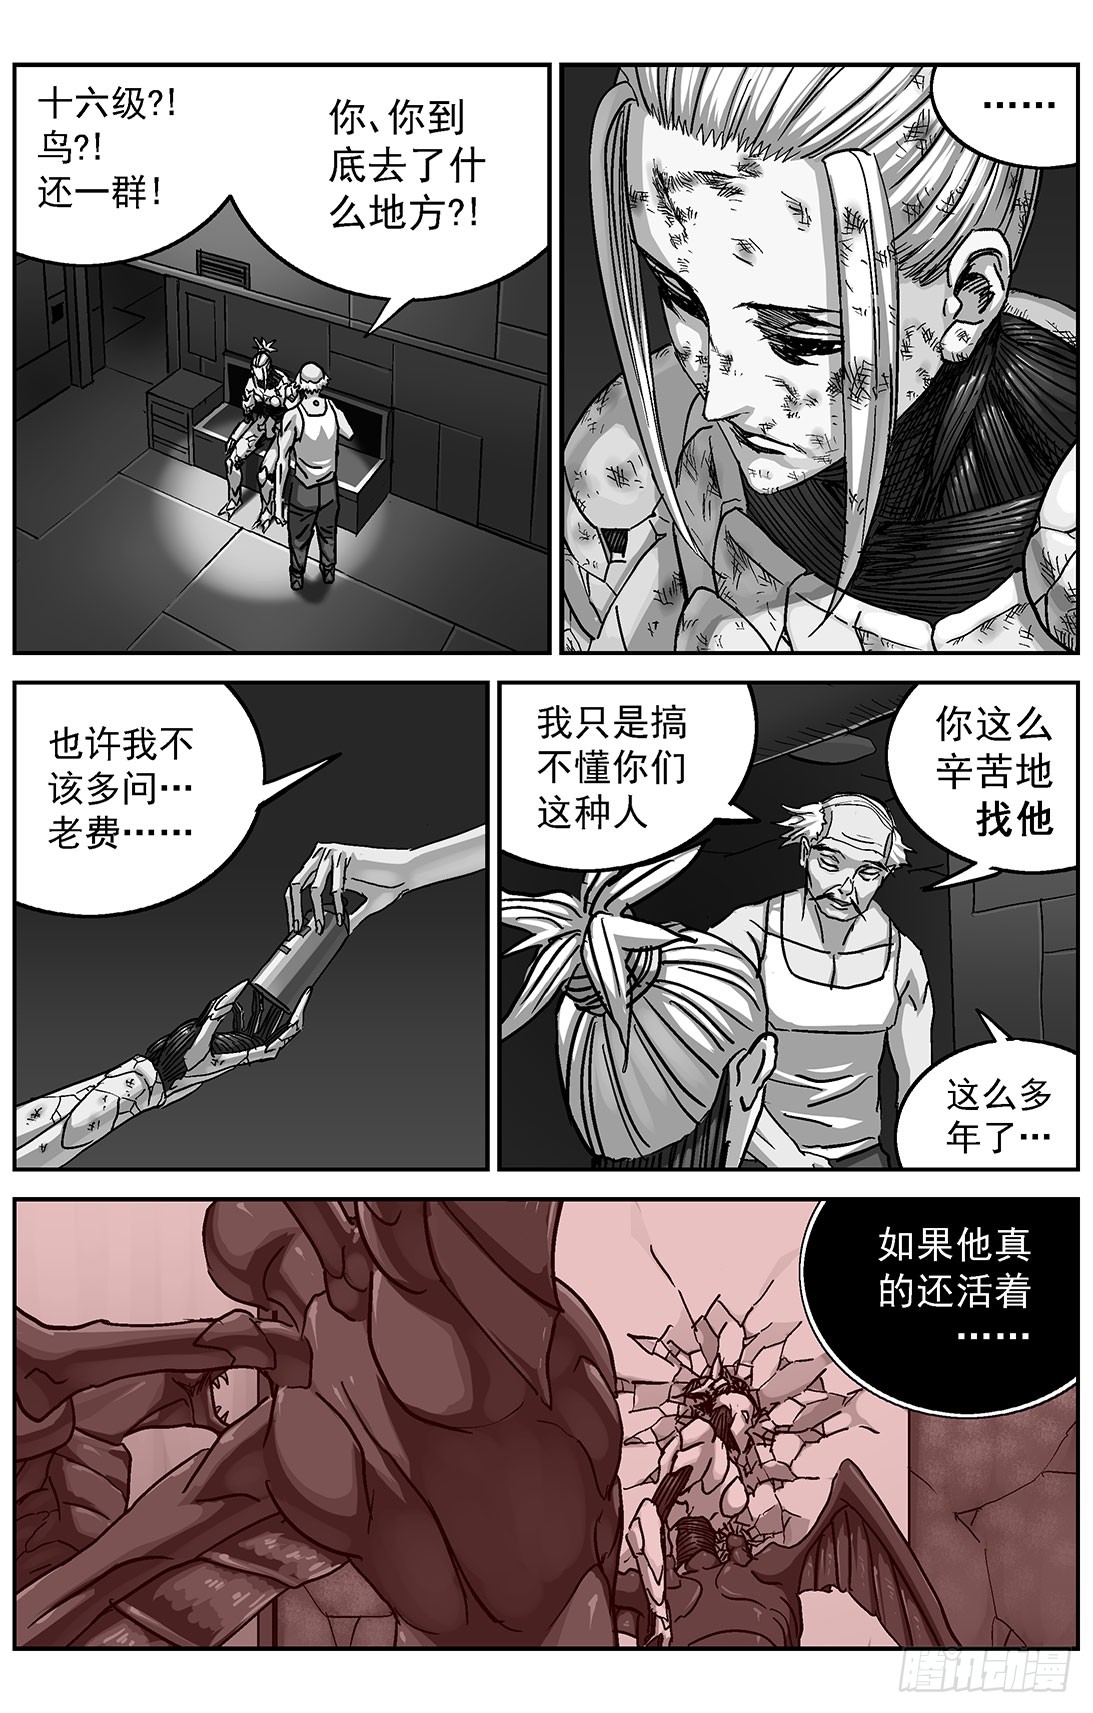 十六级?!
鸟?!
还一群!
你、你到
底去了什
么地方?!
……
也许我不
该多问…
老费……
我只是搞
不懂你们
这种人
你这么
辛苦地
找他
这么多
年了…
如果他真
的还活着
……
腾讯动漫